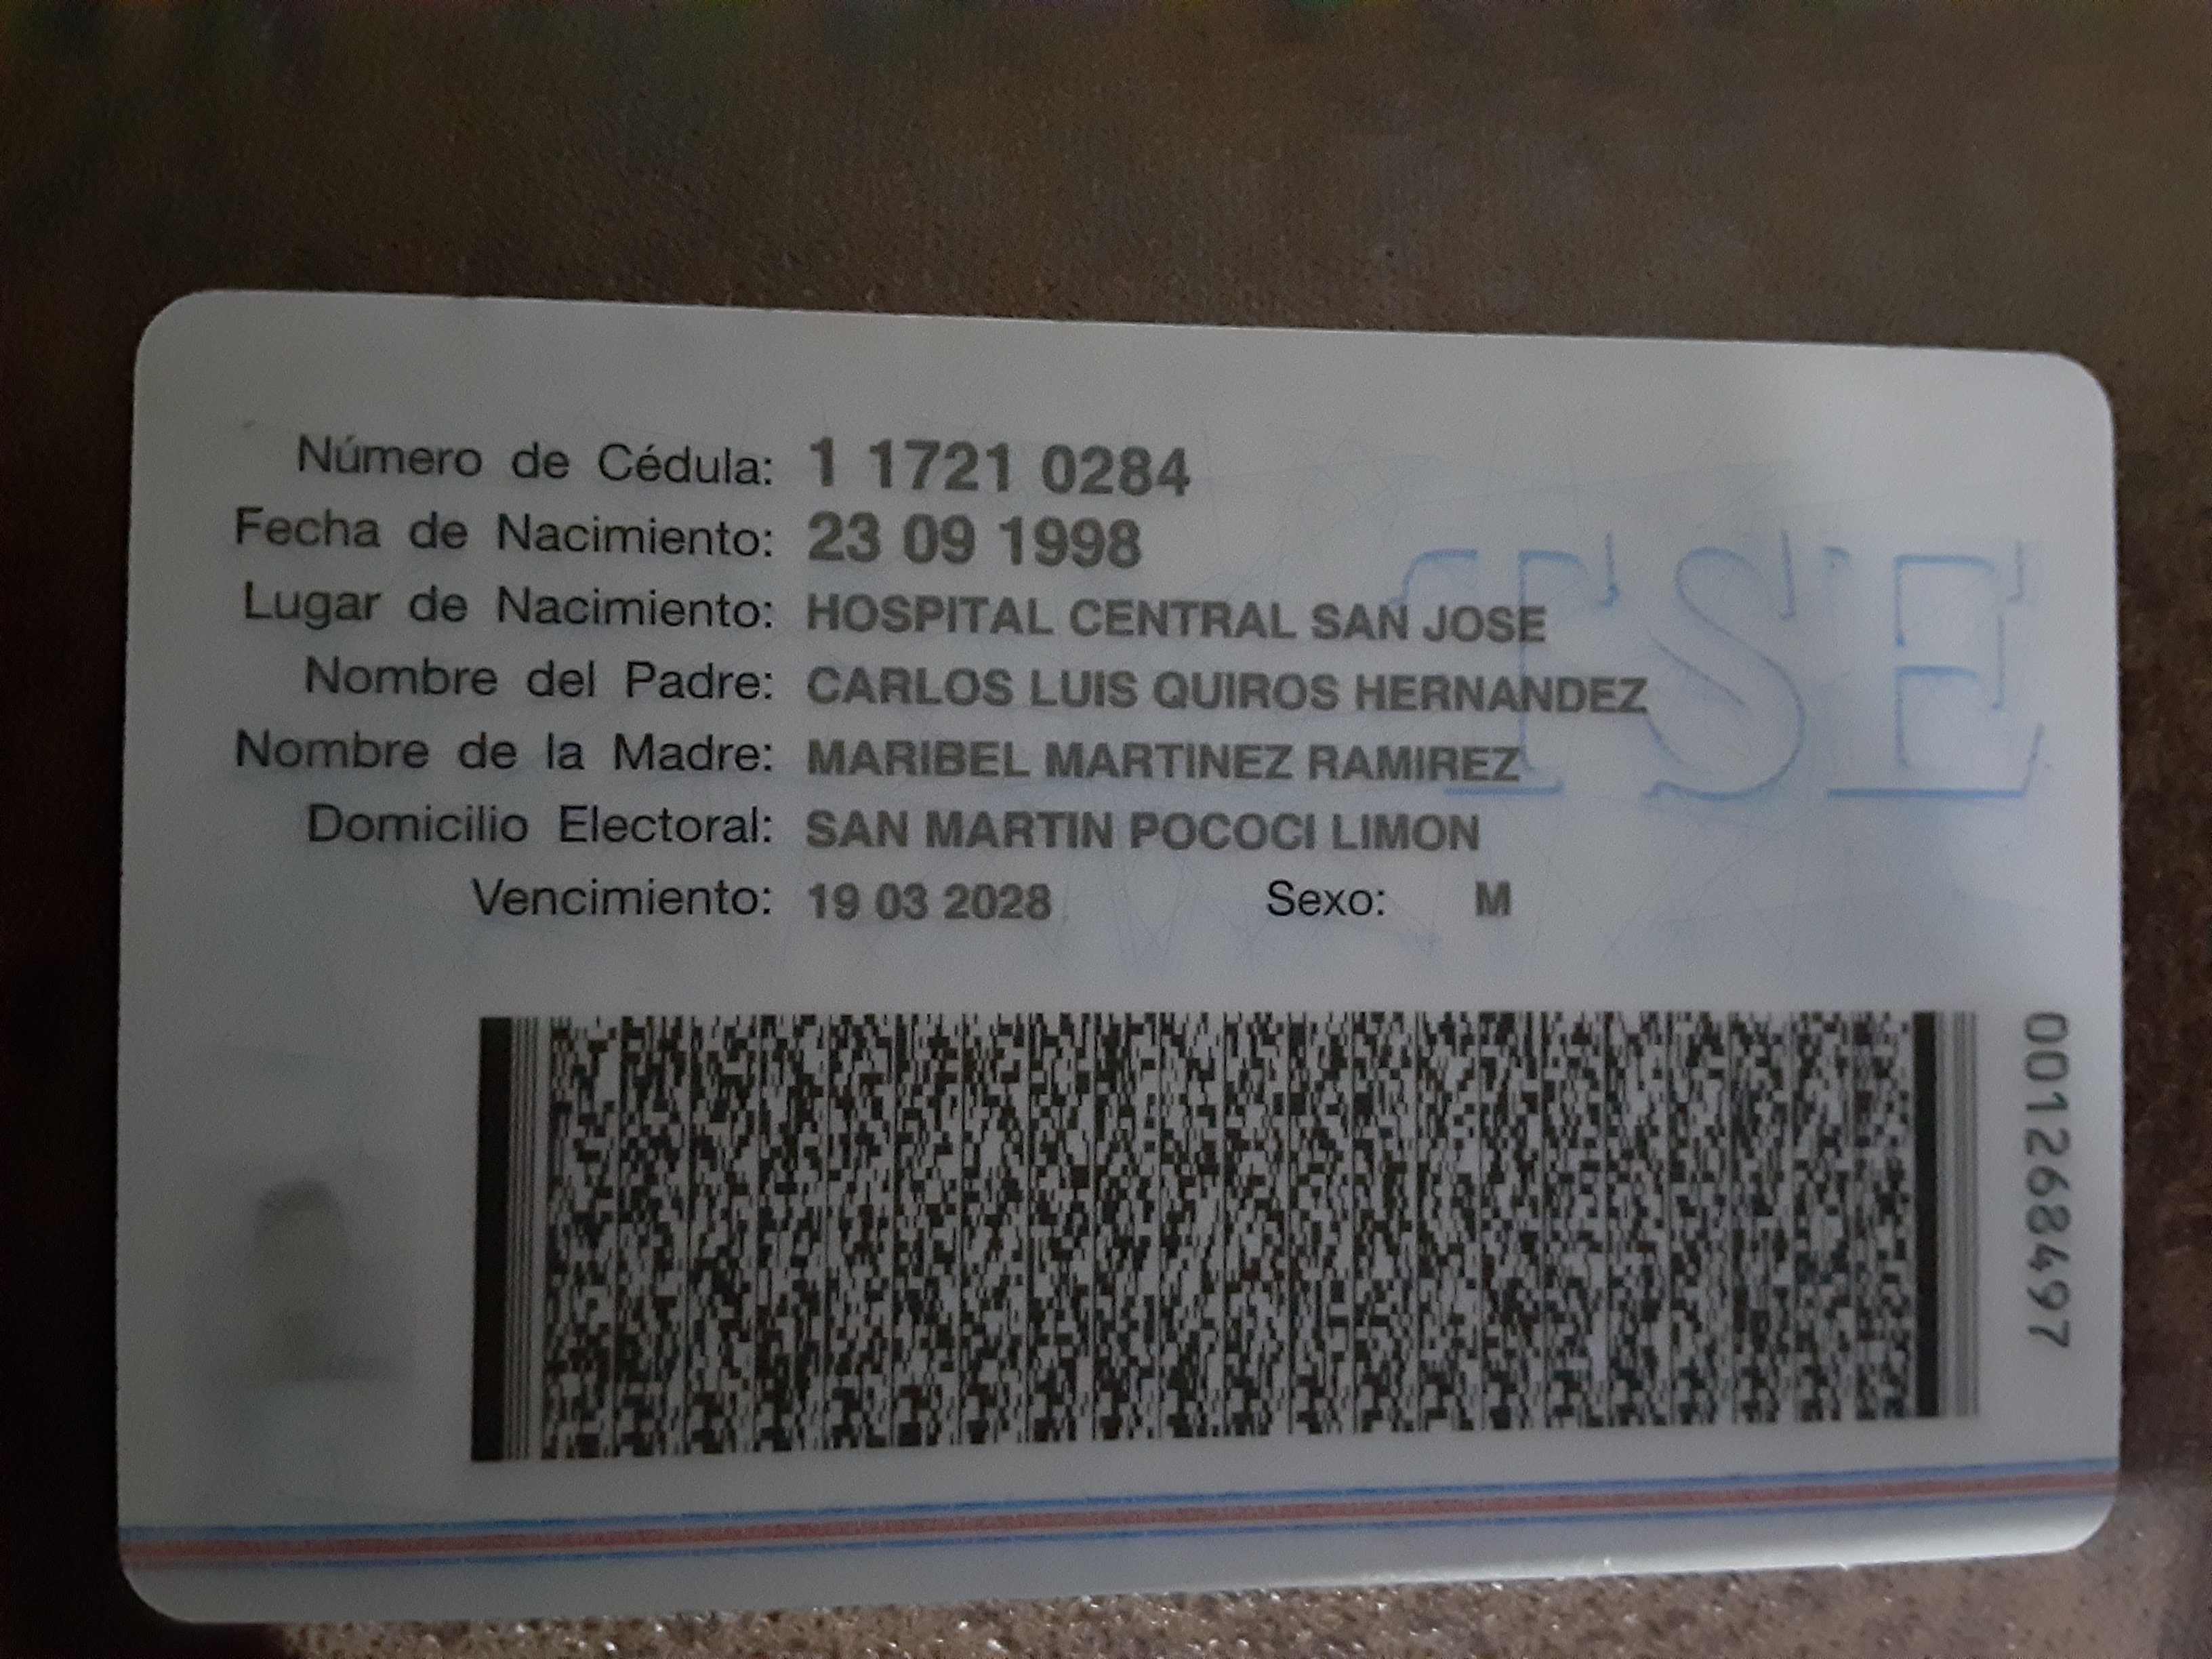 Número de Cédula: 1 1721 0284
Fecha de Nacimiento: 23 09 1998
Lugar de Nacimiento: HOSPITAL CENTRAL SAN JOSE
Nombre del Padre: CARLOS LUIS QUIROS HERNANDEZ
Nombre de la Madre: MARIBEL MARTINEZ RAMIREZ
Domicilio Electoral: SAN MARTIN POCOCI LIMON
Vencimiento: 19 03 2028 Sexo: M
TSE
001268497